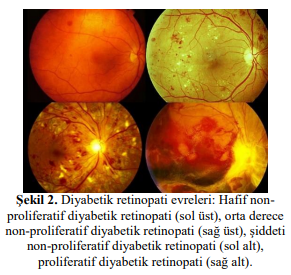 Şekil 2. Diyabetik retinopati evreleri: Hafif non-
proliferatif diyabetik retinopati (sol üst), orta derece
non-proliferatif diyabetik retinopati (sağ üst), şiddeti
non-proliferatif diyabetik retinopati (sol alt),
proliferatif diyabetik retinopati (sağ alt).